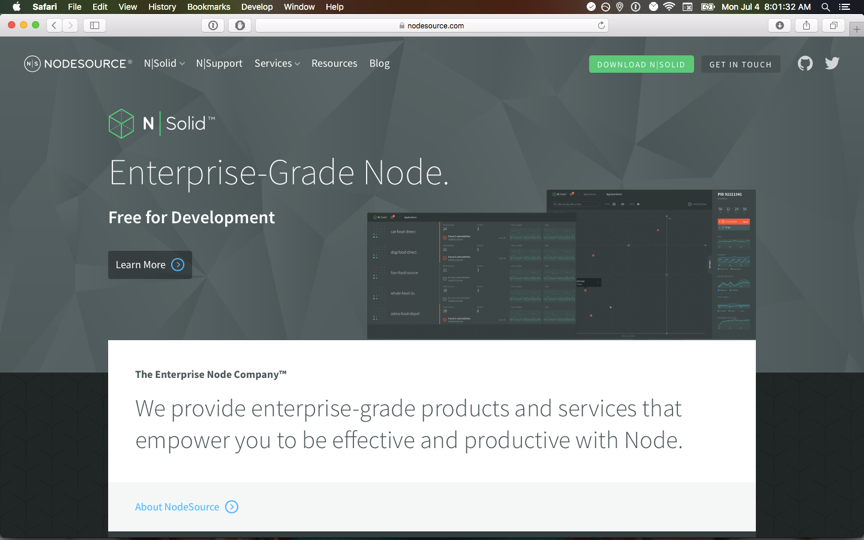 Safari File Edit View History Bookmarks Develop Window Help
Mon Jul 4 8:01:32 AM
nodesource.com
N|S NODESOURCE®
N|Solid
N|Support
Services
Resources
Blog
DOWNLOAD N|SOLID
GET IN TOUCH
N|Solid™
Enterprise-Grade Node.
Free for Development
Learn More
The Enterprise Node Company™
We provide enterprise-grade products and services that
empower you to be effective and productive with Node.
About NodeSource